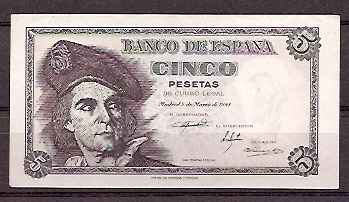 BANCO DE ESPAÑA
CINCO
PESETAS
DE CURSO LEGAL
Madrid 5 de Marzo de 1948
EL GOBERNADOR
EL INTERVENTOR
EL CAJERO
5
5